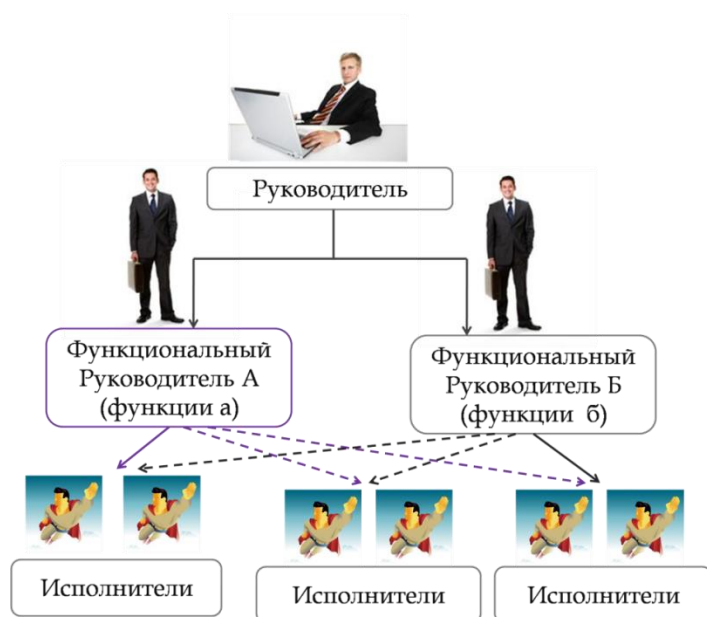 Руководитель
Функциональный
Руководитель А
(функции а)
Функциональный
Руководитель Б
(функции б)
Исполнители
Исполнители
Исполнители